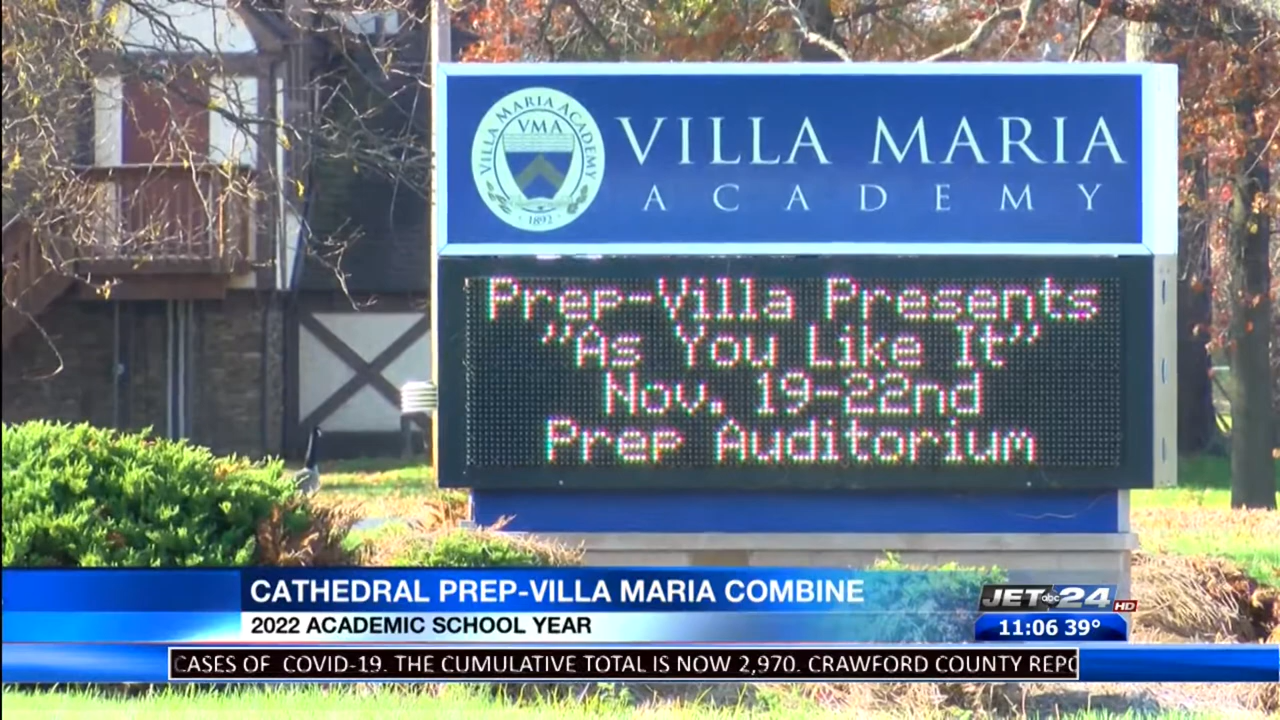 VILLA MARIA ACADEMY
VMA
1892
VILLA MARIA
ACADEMY
Prep-Villa Presents
"As You Like It"
Nov. 19-22nd
Prep Auditorium
CATHEDRAL PREP-VILLA MARIA COMBINE
2022 ACADEMIC SCHOOL YEAR
JET abc 24 HD
11:06 39°
CASES OF COVID-19. THE CUMULATIVE TOTAL IS NOW 2,970. CRAWFORD COUNTY REPO